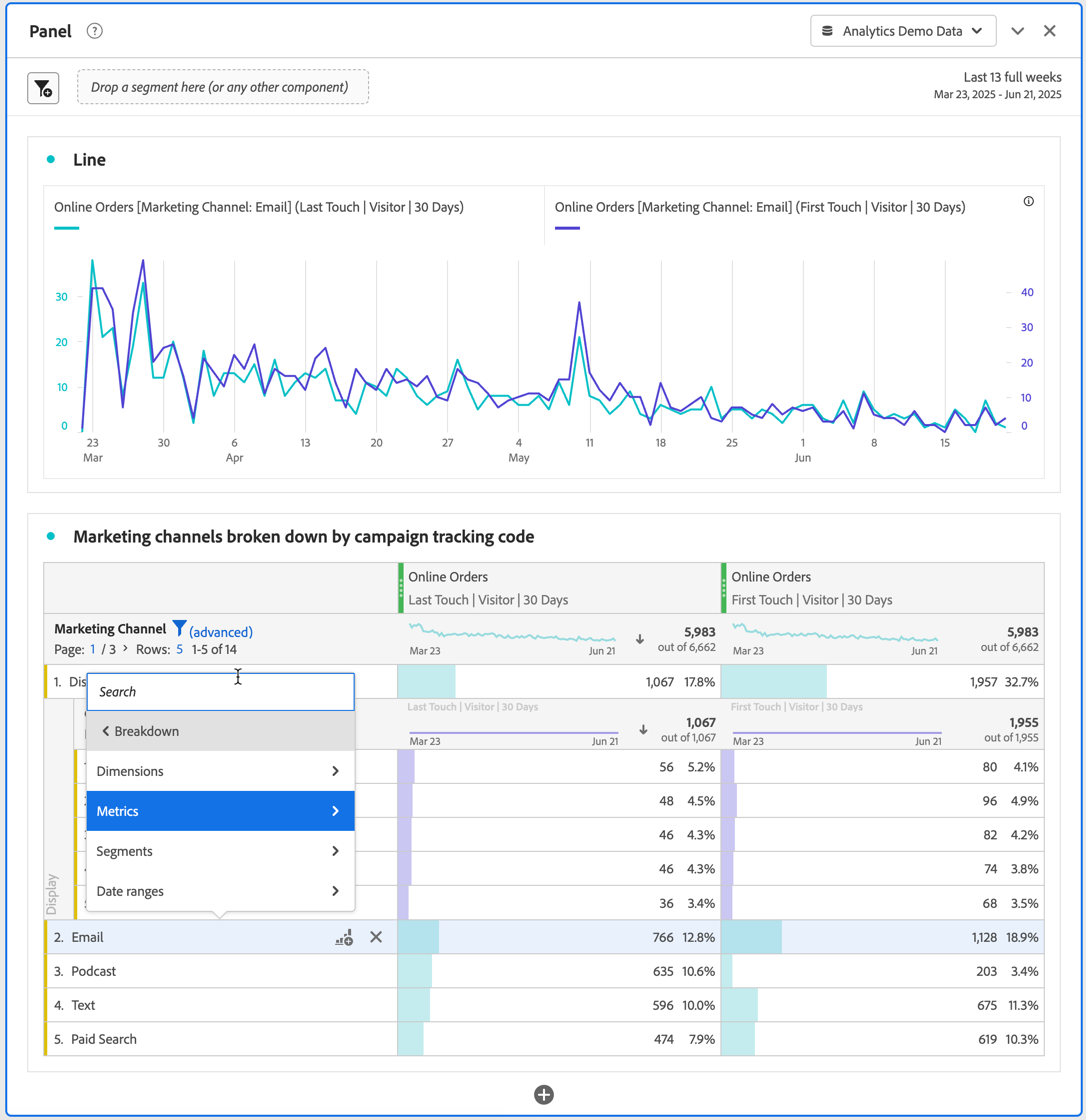 Panel ?
Analytics Demo Data
Drop a segment here (or any other component)
Last 13 full weeks
Mar 23, 2025 - Jun 21, 2025
Line
Online Orders [Marketing Channel: Email] (Last Touch | Visitor | 30 Days)
Online Orders [Marketing Channel: Email] (First Touch | Visitor | 30 Days)
30
20
10
0
40
30
20
10
0
23 30 6 13 20 27 4 11 18 25 1 8 15
Mar Apr May Jun
Marketing channels broken down by campaign tracking code
Online Orders
Last Touch | Visitor | 30 Days
Online Orders
First Touch | Visitor | 30 Days
Marketing Channel (advanced)
Page: 1 / 3 > Rows: 5 1-5 of 14
Mar 23 Jun 21
5,983
out of 6,662
Mar 23 Jun 21
5,983
out of 6,662
1. Dis 1,067 17.8% 1,957 32.7%
Search
Breakdown
Dimensions
Metrics
Segments
Date ranges
Display
Last Touch | Visitor | 30 Days
Mar 23 Jun 21
1,067
out of 1,067
First Touch | Visitor | 30 Days
Mar 23 Jun 21
1,955
out of 1,955
56 5.2% 80 4.1%
48 4.5% 96 4.9%
46 4.3% 82 4.2%
46 4.3% 74 3.8%
36 3.4% 68 3.5%
2. Email 766 12.8% 1,128 18.9%
3. Podcast 635 10.6% 203 3.4%
4. Text 596 10.0% 675 11.3%
5. Paid Search 474 7.9% 619 10.3%